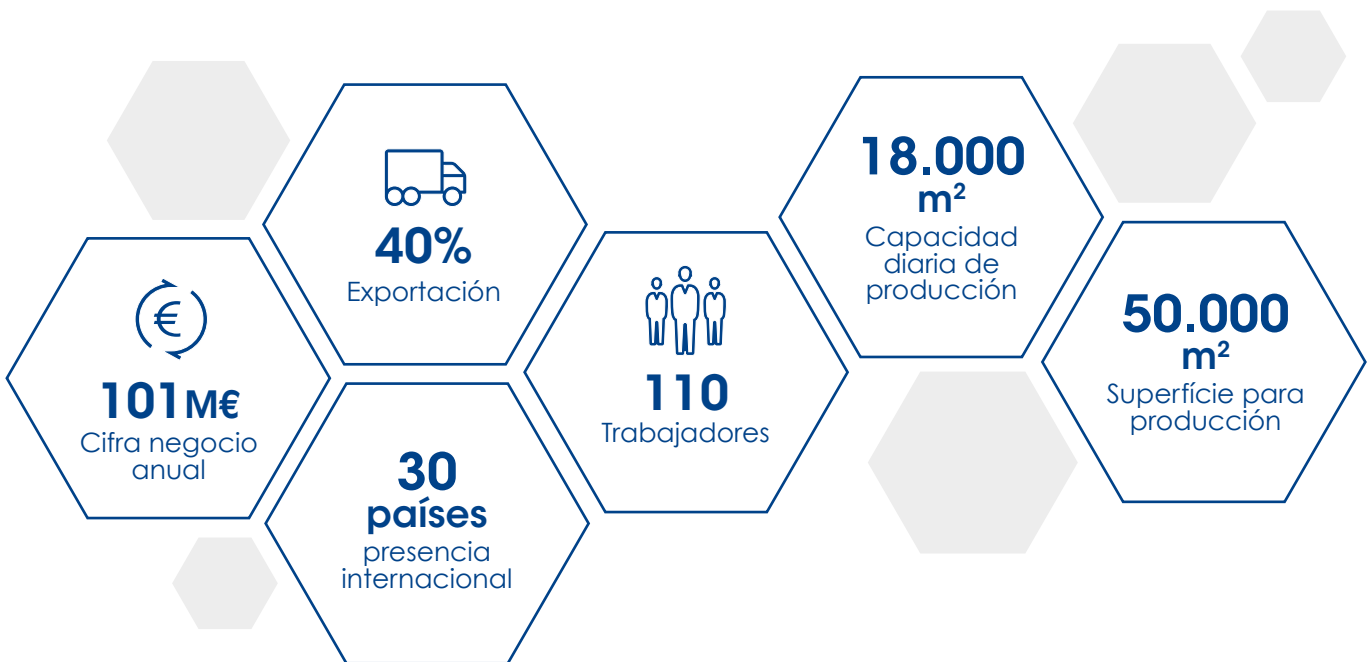 101M€
Cifra negocio
anual
40%
Exportación
30
países
presencia
internacional
110
Trabajadores
18.000
m²
Capacidad
diaria de
producción
50.000
m²
Superfície para
producción